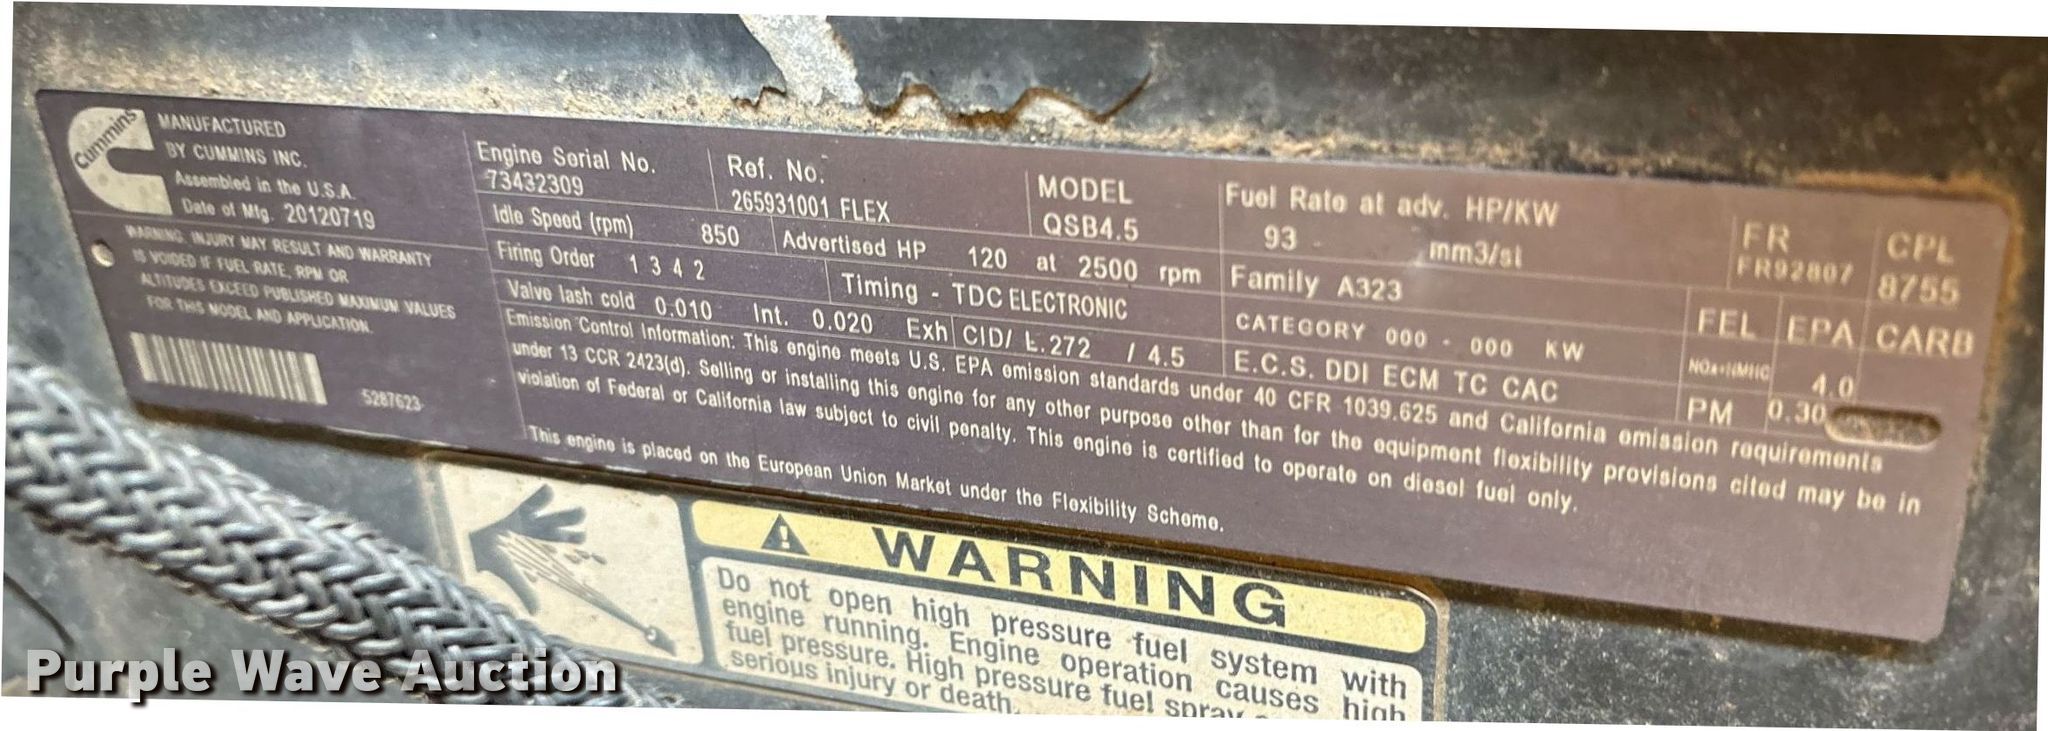 Cummins
MANUFACTURED
BY CUMMINS INC.
Assembled in the U.S.A.
Date of Mfg. 20120719
WARNING: INJURY MAY RESULT AND WARRANTY
IS VOIDED IF FUEL RATE, RPM OR
ALTITUDES EXCEED PUBLISHED MAXIMUM VALUES
FOR THIS MODEL AND APPLICATION.
5287623
Engine Serial No.
73432309
Ref. No.
265931001 FLEX
MODEL
QSB4.5
Fuel Rate at adv. HP/KW
93 mm3/st
FR
FR92807
CPL
8755
Idle Speed (rpm) 850
Advertised HP 120 at 2500 rpm
Family A323
Firing Order 1 3 4 2
Timing - TDC ELECTRONIC
CATEGORY 000 - 000 KW
FEL EPA CARB
NOx+NMHC 4.0
PM 0.30
Valve lash cold 0.010 Int. 0.020 Exh
CID/ L.272 / 4.5
E.C.S. DDI ECM TC CAC
Emission Control Information: This engine meets U.S. EPA emission standards under 40 CFR 1039.625 and California emission requirements
under 13 CCR 2423(d). Selling or installing this engine for any other purpose other than for the equipment flexibility provisions cited may be in
violation of Federal or California law subject to civil penalty. This engine is certified to operate on diesel fuel only.
This engine is placed on the European Union Market under the Flexibility Scheme.
WARNING
Do not open high pressure fuel system with
engine running. Engine operation causes high
fuel pressure. High pressure fuel spray
serious injury or death.
Purple Wave Auction